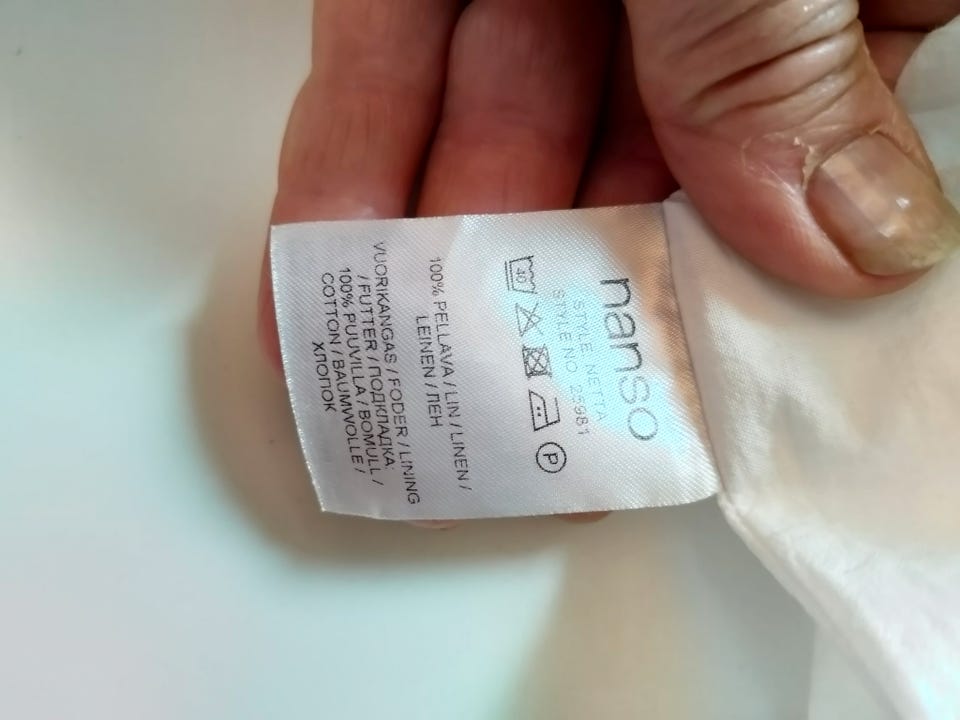 nanso
STYLE NETTA
STYLE NO 25981
40
P
100% PELLAVA / LIN / LINEN /
LEINEN / ЛЕН
VUORIKANGAS / FODER / LINING
/ FUTTER / ПОДКЛАДКА:
100% PUUVILLA / BOMULL /
COTTON / BAUMWOLLE /
ХЛОПОК